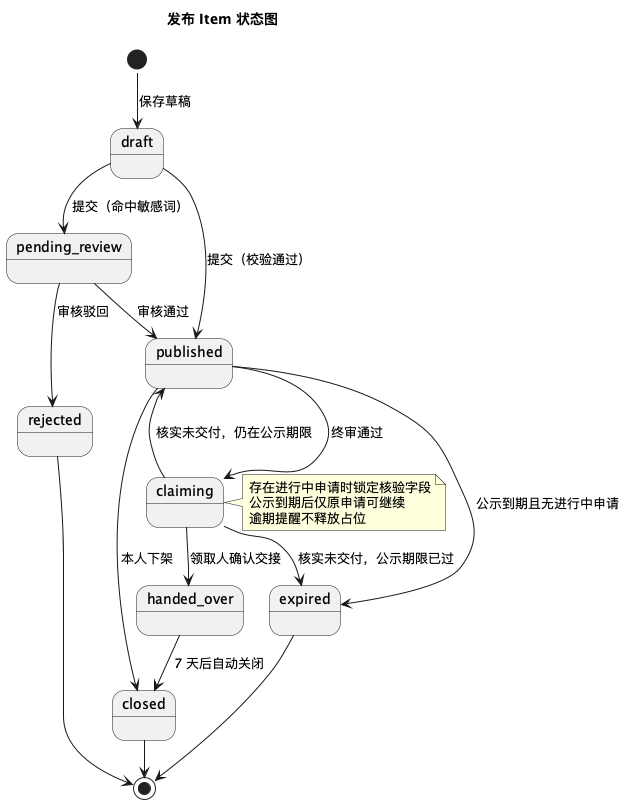 发布 Item 状态图
保存草稿
draft
提交（命中敏感词）
pending_review
提交（校验通过）
审核驳回
审核通过
published
rejected
核实未交付，仍在公示期限
终审通过
claiming
存在进行中申请时锁定核验字段
公示到期后仅原申请可继续
逾期提醒不释放占位
公示到期且无进行中申请
本人下架
领取人确认交接
核实未交付，公示期限已过
handed_over
expired
7 天后自动关闭
closed